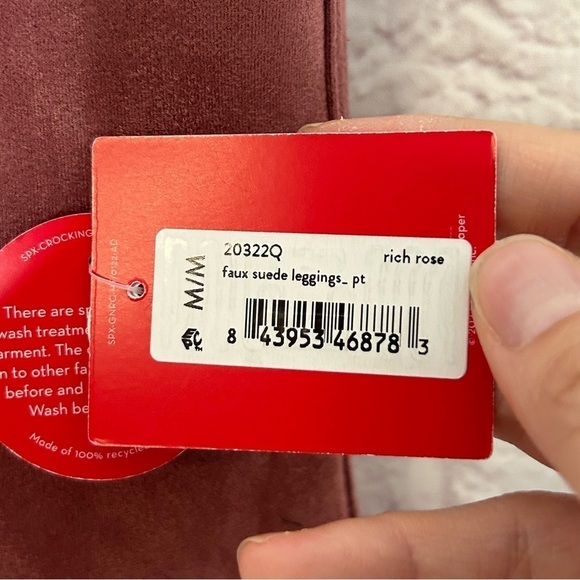 20322Q rich rose
faux suede leggings_ pt
M/M
8 43953 46878 3
SPX-CROCKING
There are sp
wash treatme
arment. The
n to other fa
before and
Wash be
Made of 100% recycle